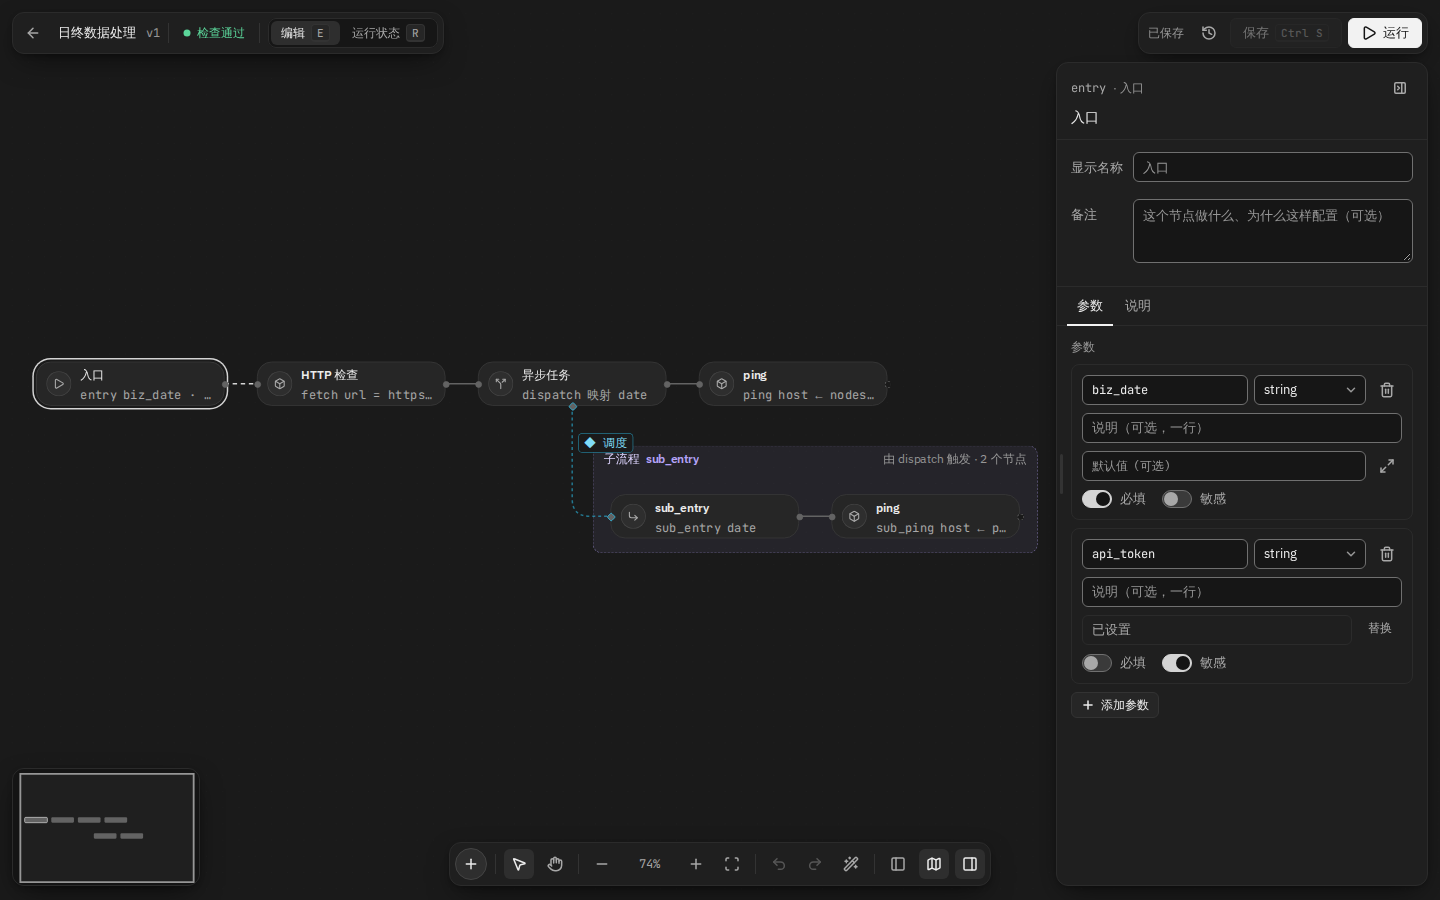 日终数据处理 v1 检查通过 编辑 E 运行状态 R
已保存 保存 Ctrl S 运行
entry · 入口
入口
显示名称 入口
备注 这个节点做什么、为什么这样配置（可选）
参数 说明
参数
biz_date string
说明（可选，一行）
默认值（可选）
必填 敏感
api_token string
说明（可选，一行）
已设置 替换
必填 敏感
添加参数
入口
entry biz_date · …
HTTP 检查
fetch url = https…
异步任务
dispatch 映射 date
ping
ping host ← nodes…
调度
子流程 sub_entry 由 dispatch 触发 · 2 个节点
sub_entry
sub_entry date
ping
sub_ping host ← p…
74%